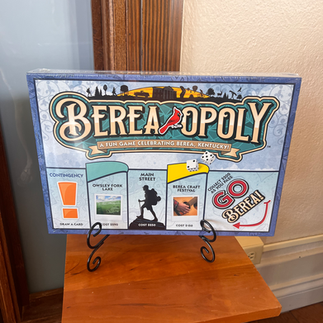 BEREA-OPOLY
A FUN GAME CELEBRATING BEREA, KENTUCKY!
CONTINGENCY
!
DRAW A CARD
OWSLEY FORK
LAKE
MAIN
STREET
BEREA CRAFT
FESTIVAL
GO
BEREA!